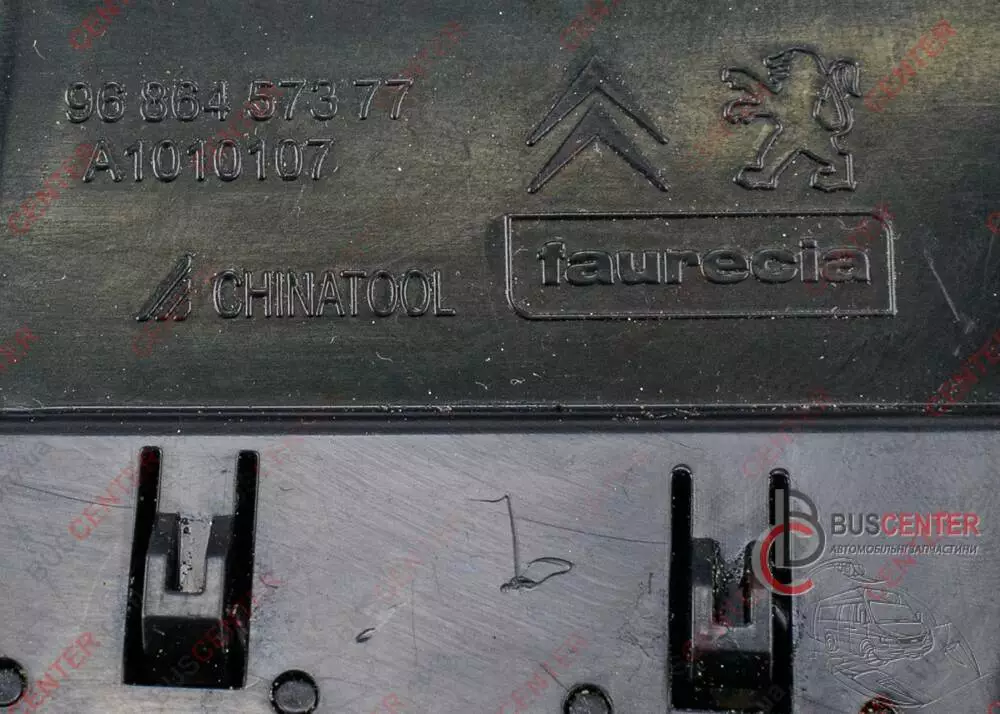 96 864 573 77
A1010107
CHINATOOL
faurecia
BUSCENTER
АВТОМОБІЛЬНІ ЗАПЧАСТИНИ